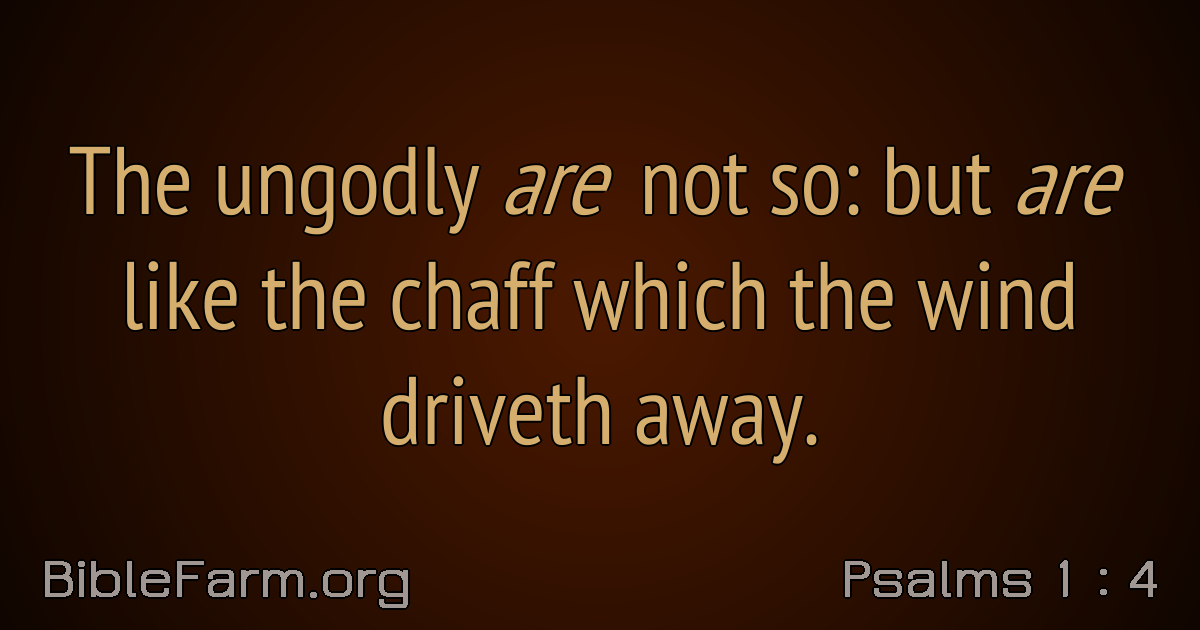 The ungodly are not so: but are
like the chaff which the wind
driveth away.
BibleFarm.org
Psalms 1 : 4